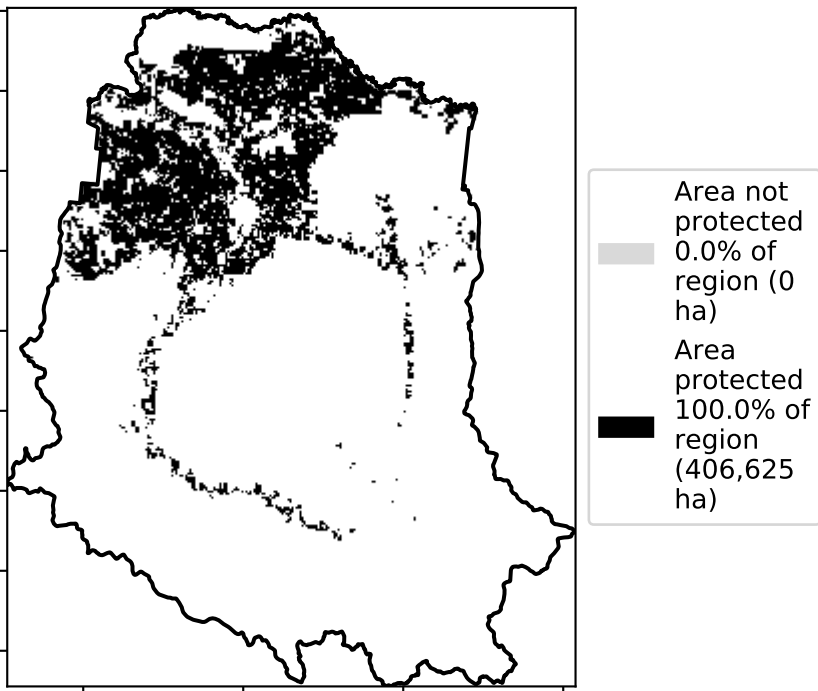 Area not
protected
0.0% of
region (0
ha)
Area
protected
100.0% of
region
(406,625
ha)